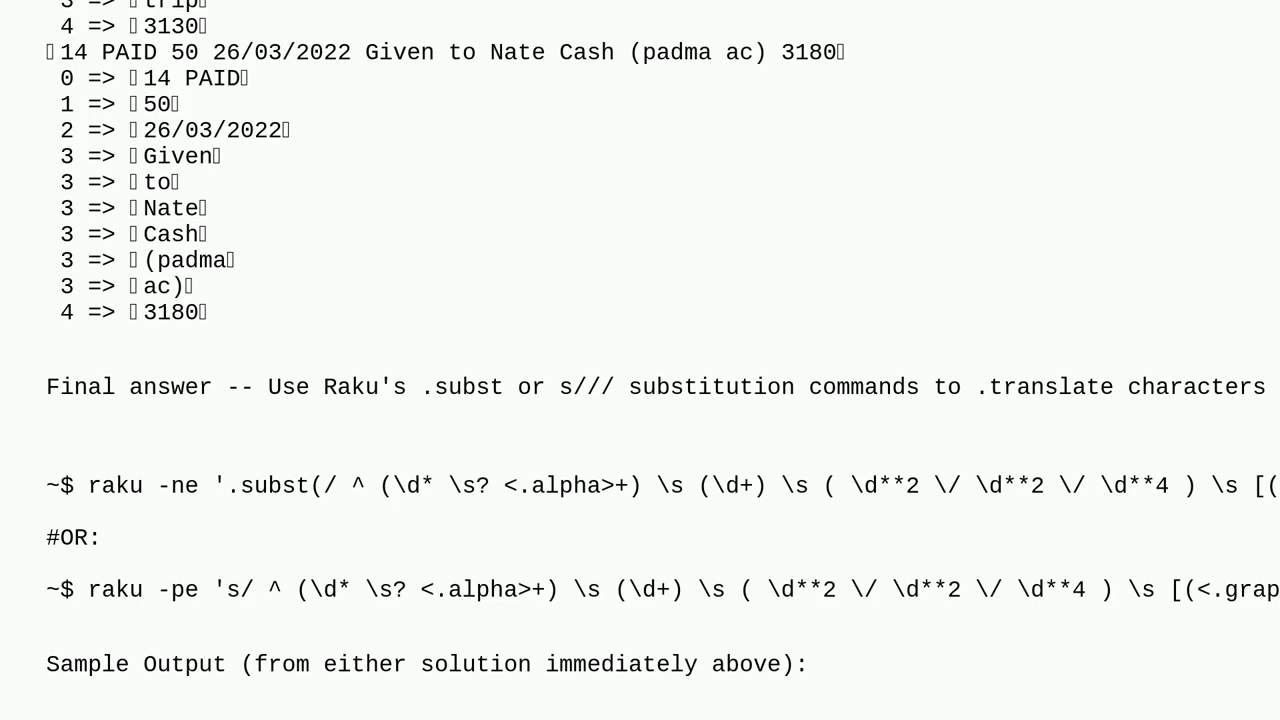 3 => ▯trip▯
4 => ▯3130▯
▯14 PAID 50 26/03/2022 Given to Nate Cash (padma ac) 3180▯
0 => ▯14 PAID▯
1 => ▯50▯
2 => ▯26/03/2022▯
3 => ▯Given▯
3 => ▯to▯
3 => ▯Nate▯
3 => ▯Cash▯
3 => ▯(padma▯
3 => ▯ac)▯
4 => ▯3180▯
Final answer -- Use Raku's .subst or s/// substitution commands to .translate characters
~$ raku -ne '.subst(/ ^ (\d* \s? <.alpha>+) \s (\d+) \s ( \d**2 \/ \d**2 \/ \d**4 ) \s [(
#OR:
~$ raku -pe 's/ ^ (\d* \s? <.alpha>+) \s (\d+) \s ( \d**2 \/ \d**2 \/ \d**4 ) \s [(<.grap
Sample Output (from either solution immediately above):